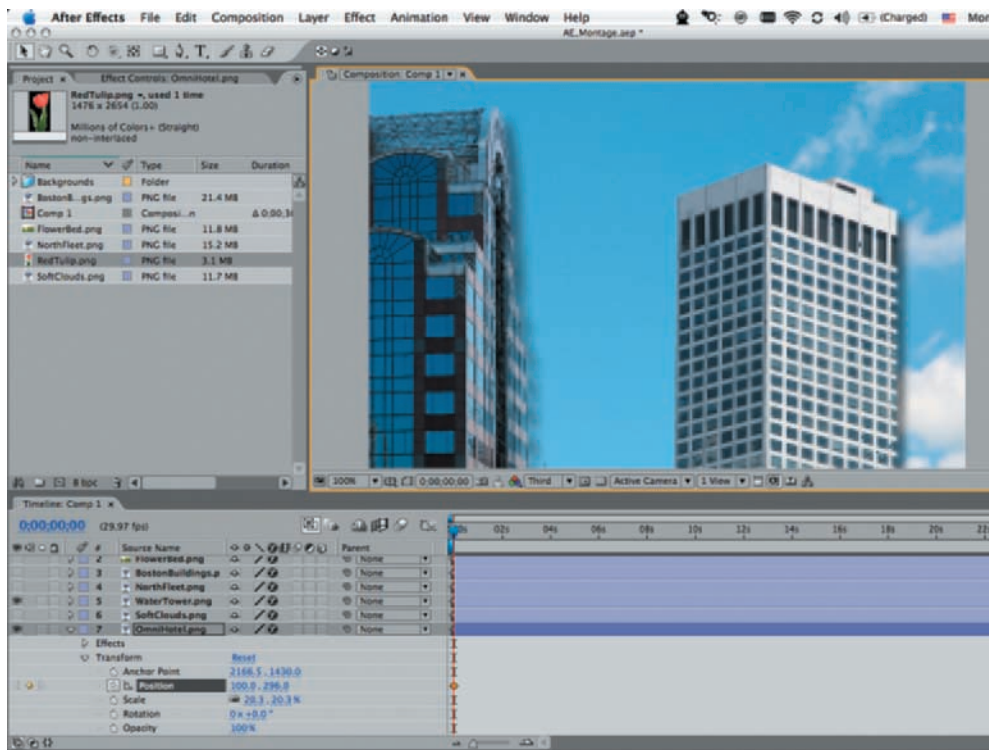 After Effects File Edit Composition Layer Effect Animation View Window Help (Charged) Mon
AE_Montage.aep *
Project × Effect Controls: OmniHotel.png
Composition: Comp 1
RedTulip.png , used 1 time
1476 x 2654 (1.00)
Millions of Colors+ (Straight)
non-interlaced
Name Type Size Duration
Backgrounds Folder
BostonB...gs.png PNG file 21.4 MB
Comp 1 Composi...n Δ 0;00;3
FlowerBed.png PNG file 11.8 MB
NorthFleet.png PNG file 15.2 MB
RedTulip.png PNG file 3.1 MB
SoftClouds.png PNG file 11.7 MB
8 bpc
100% 0;00;00;00 Third Active Camera 1 View
Timeline: Comp 1 ×
0;00;00;00 (29.97 fps)
02s 04s 06s 08s 10s 12s 14s 16s 18s 20s 22
# Source Name Parent
2 FlowerBed.png None
3 BostonBuildings.p None
4 NorthFleet.png None
5 WaterTower.png None
6 SoftClouds.png None
7 OmniHotel.png None
Effects
Transform Reset
Anchor Point 2166.5, 1430.0
Position 100.0, 296.0
Scale 20.3, 20.3%
Rotation 0 x +0.0°
Opacity 100%